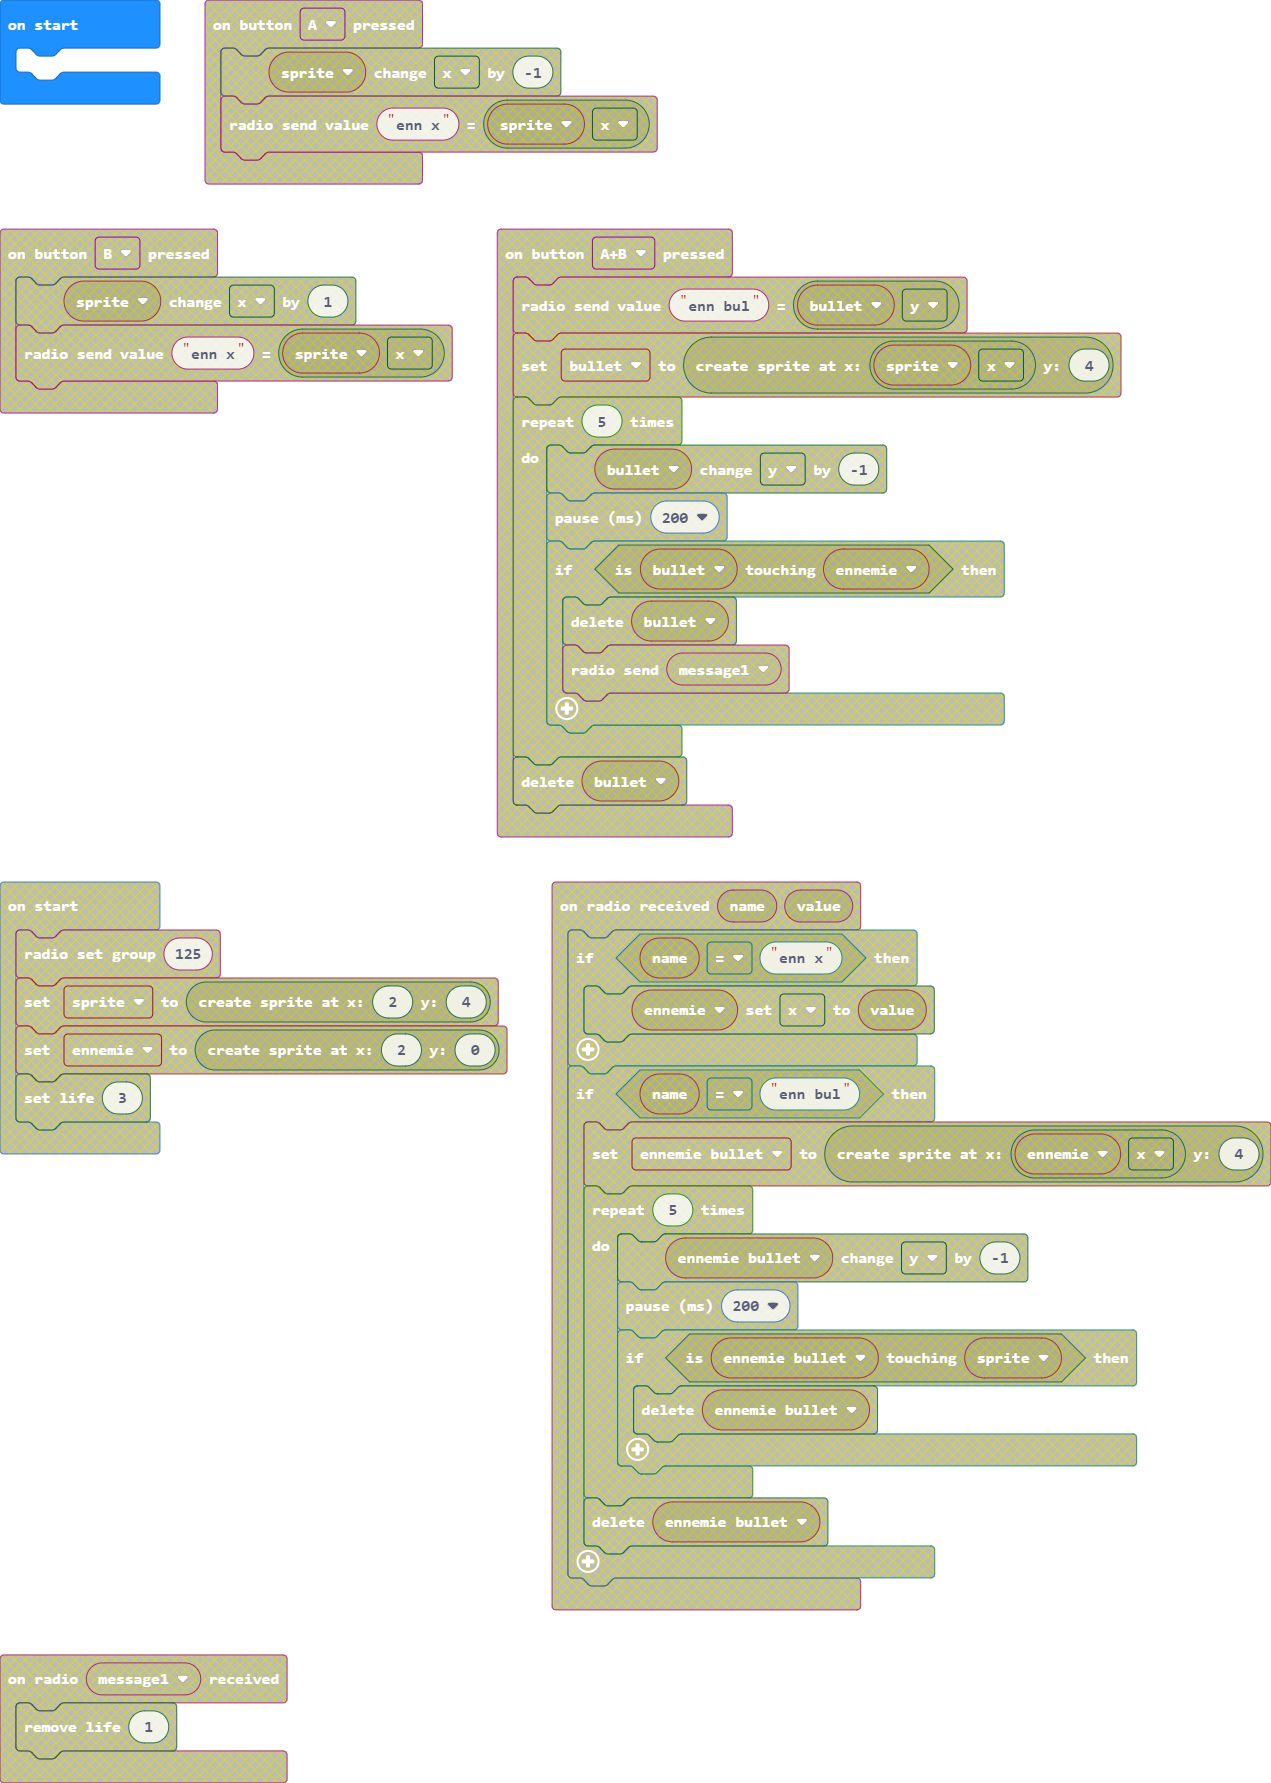 on start
on button A pressed
sprite change x by -1
radio send value "enn x" = sprite x
on button B pressed
sprite change x by 1
radio send value "enn x" = sprite x
on button A+B pressed
radio send value "enn bul" = bullet y
set bullet to create sprite at x: sprite x y: 4
repeat 5 times
do
bullet change y by -1
pause (ms) 200
if is bullet touching ennemie then
delete bullet
radio send message1
delete bullet
on start
radio set group 125
set sprite to create sprite at x: 2 y: 4
set ennemie to create sprite at x: 2 y: 0
set life 3
on radio received name value
if name = "enn x" then
ennemie set x to value
if name = "enn bul" then
set ennemie bullet to create sprite at x: ennemie x y: 4
repeat 5 times
do
ennemie bullet change y by -1
pause (ms) 200
if is ennemie bullet touching sprite then
delete ennemie bullet
delete ennemie bullet
on radio message1 received
remove life 1